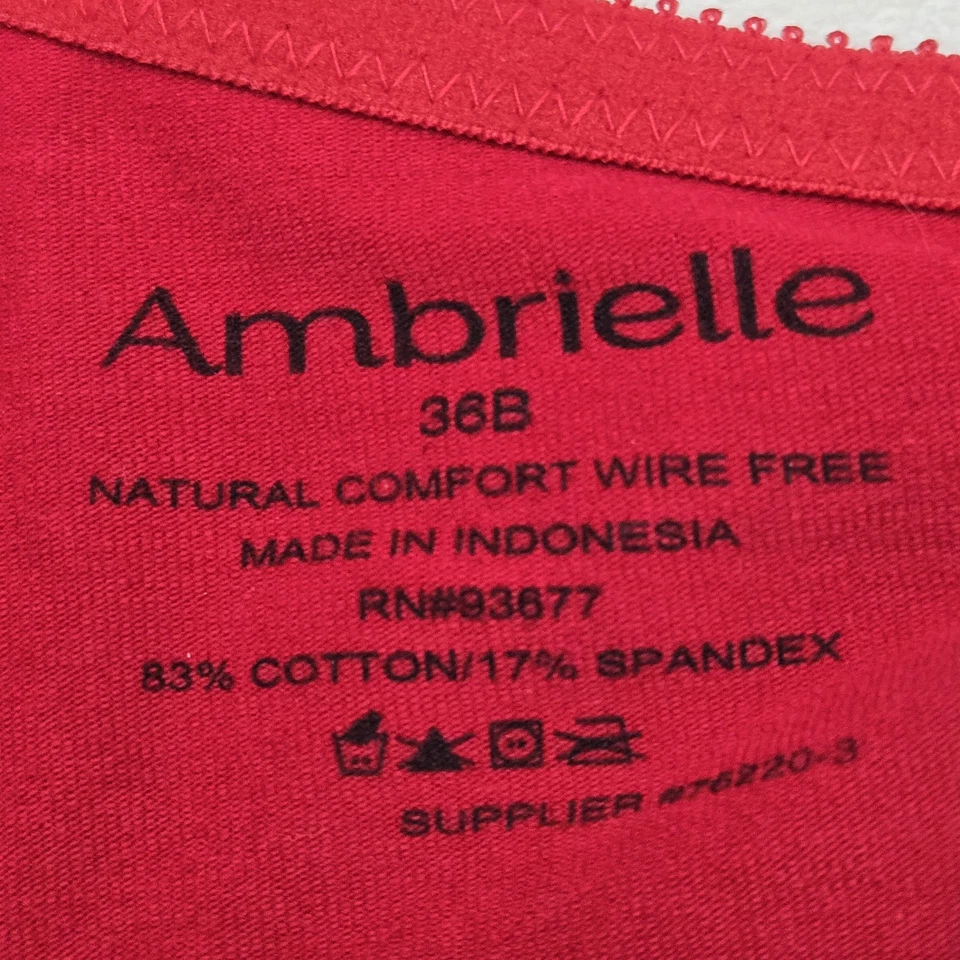 Ambrielle
36B
NATURAL COMFORT WIRE FREE
MADE IN INDONESIA
RN#93677
83% COTTON/17% SPANDEX
SUPPLIER #76220-3